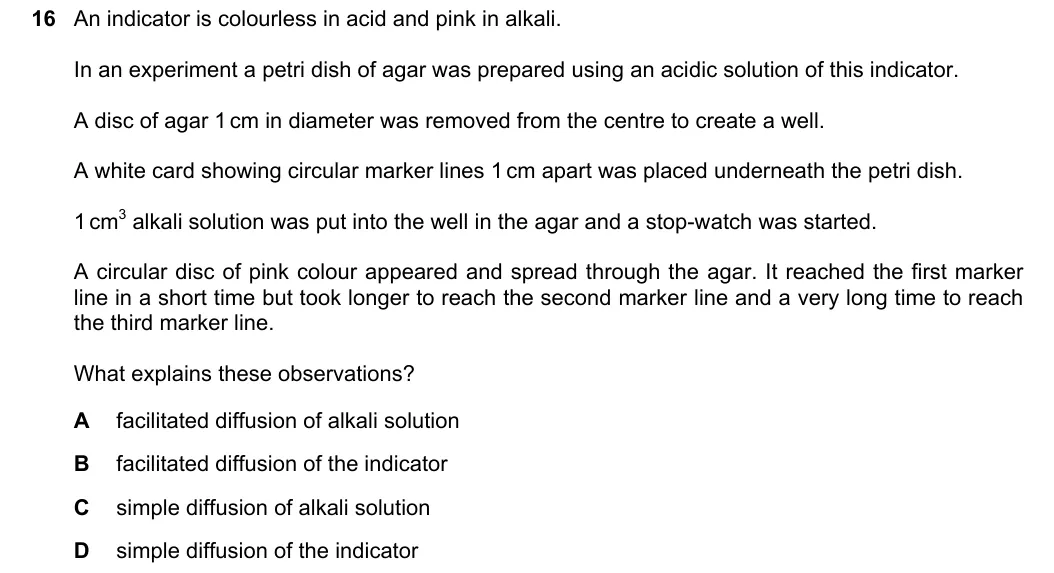 16 An indicator is colourless in acid and pink in alkali.
In an experiment a petri dish of agar was prepared using an acidic solution of this indicator.
A disc of agar 1 cm in diameter was removed from the centre to create a well.
A white card showing circular marker lines 1 cm apart was placed underneath the petri dish.
1 cm³ alkali solution was put into the well in the agar and a stop-watch was started.
A circular disc of pink colour appeared and spread through the agar. It reached the first marker
line in a short time but took longer to reach the second marker line and a very long time to reach
the third marker line.
What explains these observations?
A facilitated diffusion of alkali solution
B facilitated diffusion of the indicator
C simple diffusion of alkali solution
D simple diffusion of the indicator